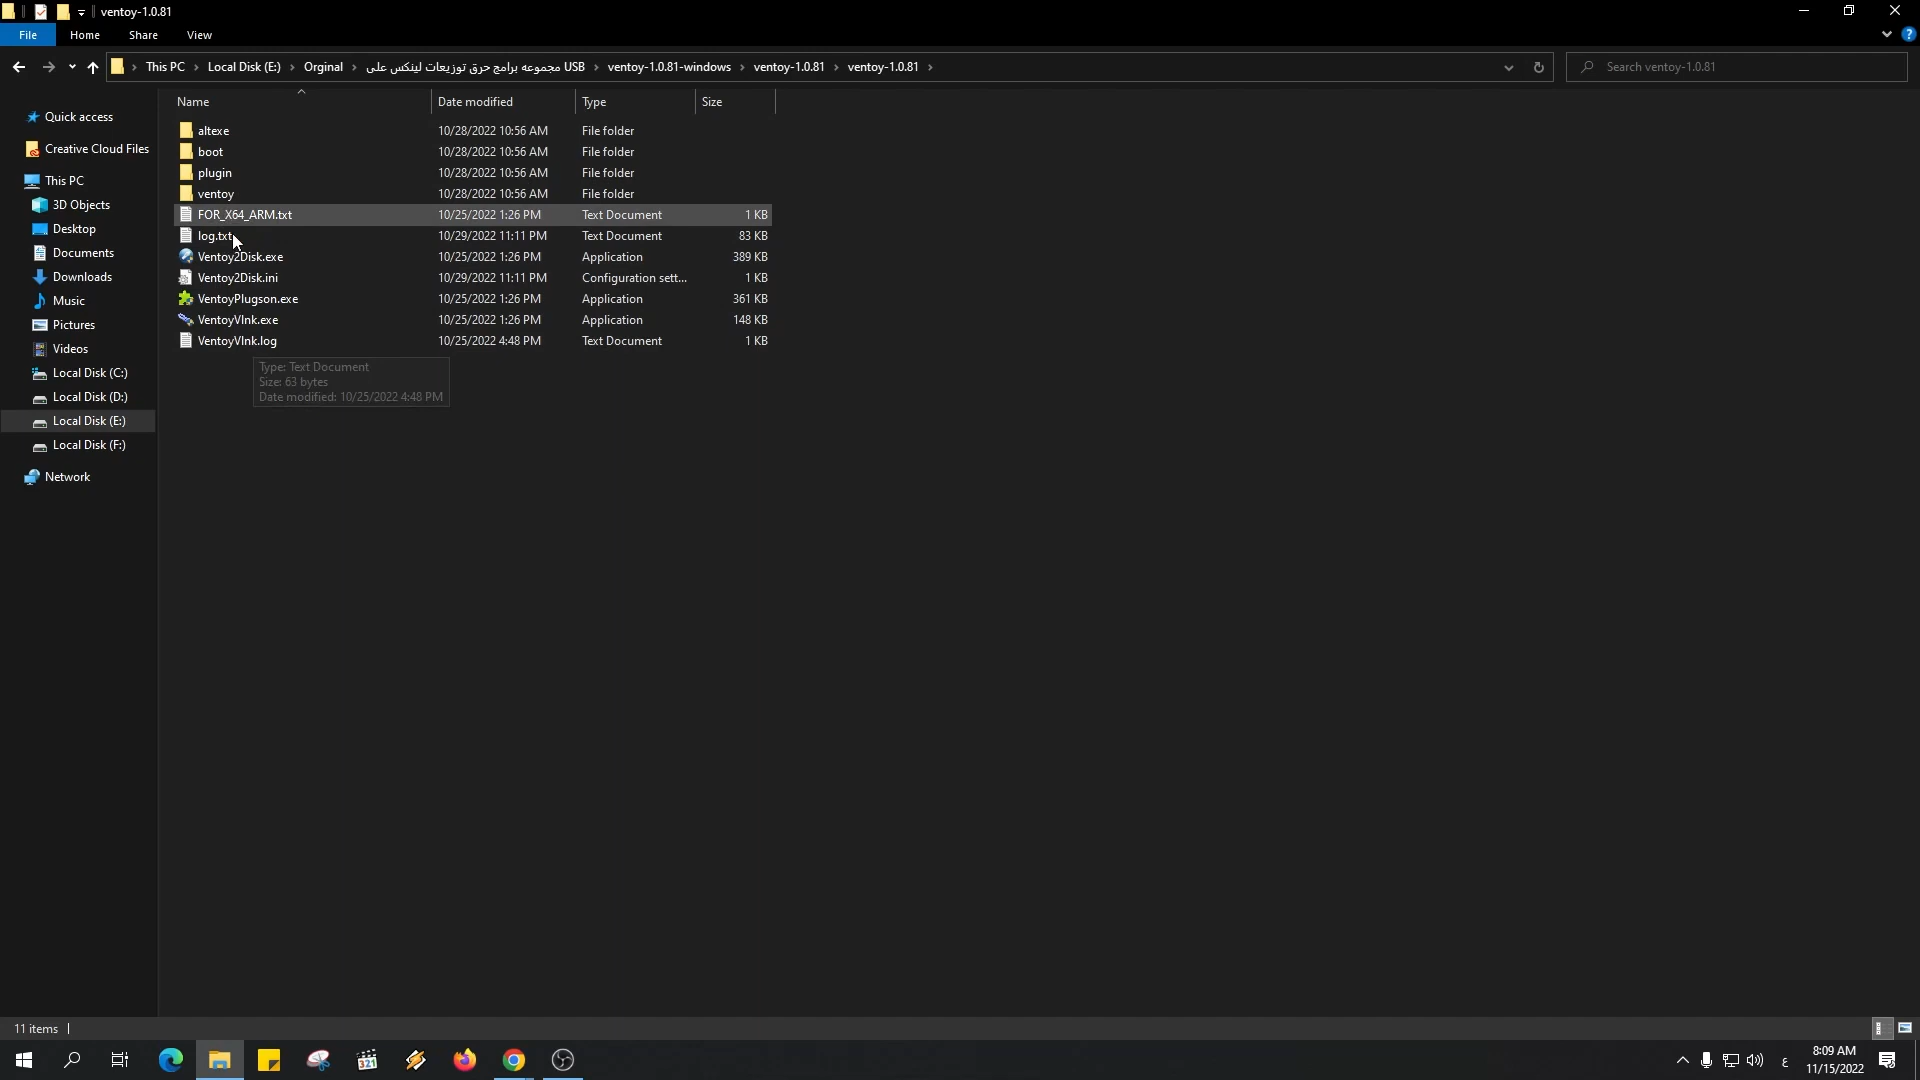 ventoy-1.0.81
File
Home
Share
View
This PC
Local Disk (E:)
Orginal
مجموعه برامج حرق توزيعات لينكس على USB
ventoy-1.0.81-windows
ventoy-1.0.81
ventoy-1.0.81
Search ventoy-1.0.81
Quick access
Creative Cloud Files
This PC
3D Objects
Desktop
Documents
Downloads
Music
Pictures
Videos
Local Disk (C:)
Local Disk (D:)
Local Disk (E:)
Local Disk (F:)
Network
Name Date modified Type Size
altexe 10/28/2022 10:56 AM File folder
boot 10/28/2022 10:56 AM File folder
plugin 10/28/2022 10:56 AM File folder
ventoy 10/28/2022 10:56 AM File folder
FOR_X64_ARM.txt 10/25/2022 1:26 PM Text Document 1 KB
log.txt 10/29/2022 11:11 PM Text Document 83 KB
Ventoy2Disk.exe 10/25/2022 1:26 PM Application 389 KB
Ventoy2Disk.ini 10/29/2022 11:11 PM Configuration sett... 1 KB
VentoyPlugson.exe 10/25/2022 1:26 PM Application 361 KB
VentoyVlnk.exe 10/25/2022 1:26 PM Application 148 KB
VentoyVlnk.log 10/25/2022 4:48 PM Text Document 1 KB
Type: Text Document
Size: 63 bytes
Date modified: 10/25/2022 4:48 PM
11 items
321
ع
8:09 AM
11/15/2022